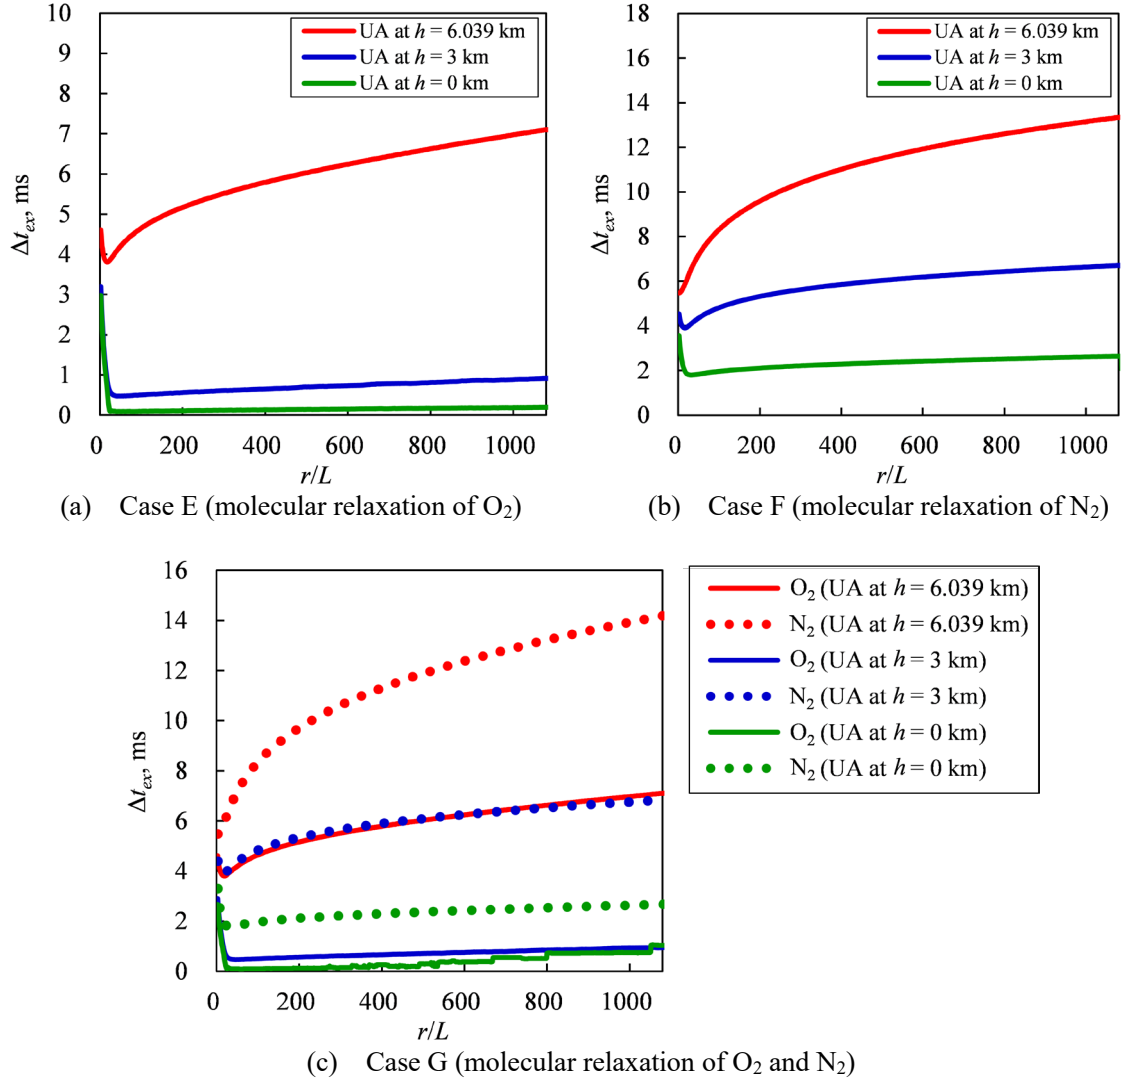 10
9
8
7
6
5
4
3
2
1
0
Δt_ex, ms
UA at h = 6.039 km
UA at h = 3 km
UA at h = 0 km
0 200 400 600 800 1000
r/L
(a) Case E (molecular relaxation of O₂)
18
16
14
12
10
8
6
4
2
0
Δt_ex, ms
UA at h = 6.039 km
UA at h = 3 km
UA at h = 0 km
0 200 400 600 800 1000
r/L
(b) Case F (molecular relaxation of N₂)
16
14
12
10
8
6
4
2
0
Δt_ex, ms
0 200 400 600 800 1000
r/L
O₂ (UA at h = 6.039 km)
N₂ (UA at h = 6.039 km)
O₂ (UA at h = 3 km)
N₂ (UA at h = 3 km)
O₂ (UA at h = 0 km)
N₂ (UA at h = 0 km)
(c) Case G (molecular relaxation of O₂ and N₂)